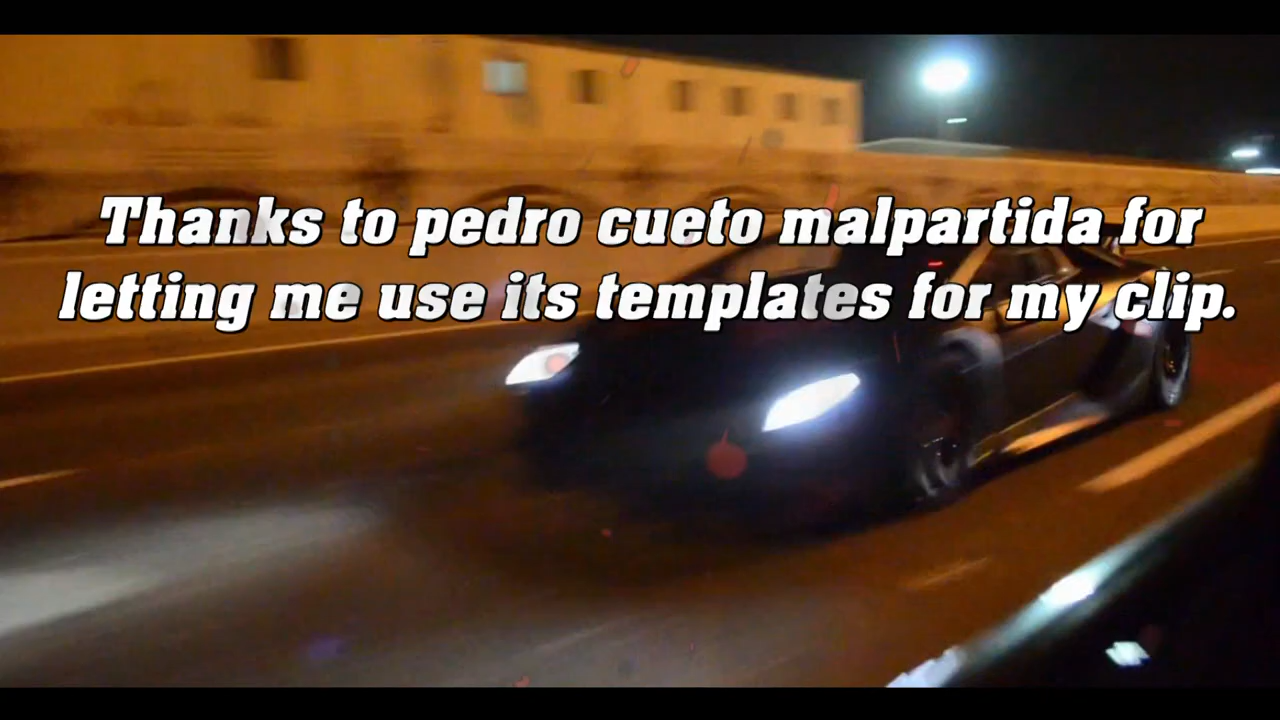 Thanks to pedro cueto malpartida for
letting me use its templates for my clip.